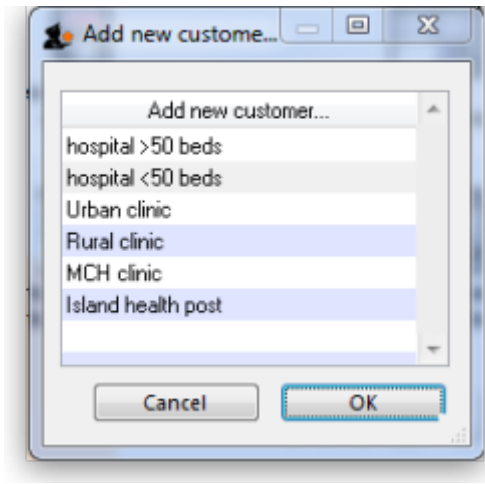 Add new custome...
Add new customer...
hospital >50 beds
hospital <50 beds
Urban clinic
Rural clinic
MCH clinic
Island health post
Cancel
OK